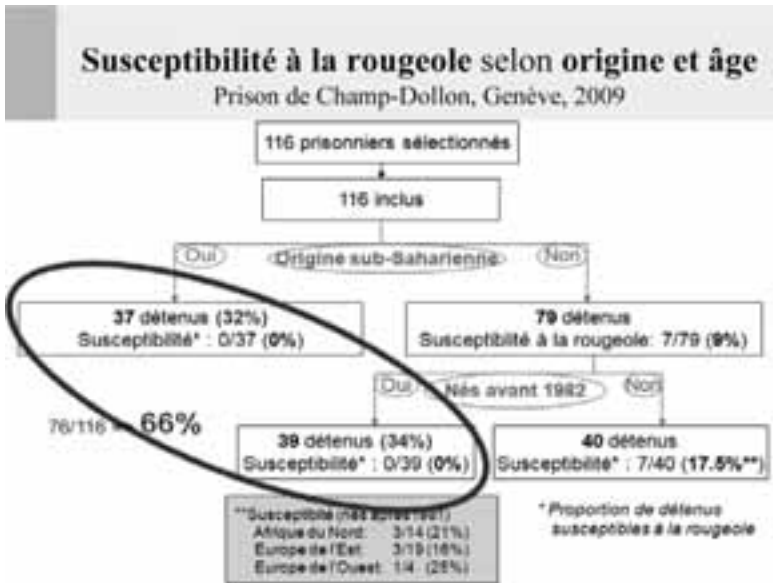 Susceptibilité à la rougeole selon origine et âge
Prison de Champ-Dollon, Genève, 2009
116 prisonniers sélectionnés
116 inclus
Oui
Origine sub-Saharienne
Non
37 détenus (32%)
Susceptibilité* : 0/37 (0%)
79 détenus
Susceptibilité à la rougeole: 7/79 (9%)
Oui
Nés avant 1982
Non
76/116 = 66%
39 détenus (34%)
Susceptibilité* : 0/39 (0%)
40 détenus
Susceptibilité* : 7/40 (17.5%**)
**Susceptibilité (nés après 1981)
Afrique du Nord: 3/14 (21%)
Europe de l'Est: 3/19 (16%)
Europe de l'Ouest: 1/4 (25%)
* Proportion de détenus
susceptibles à la rougeole